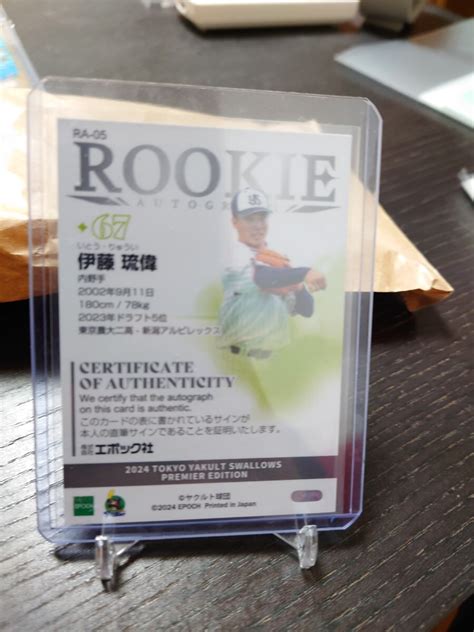 RA-05
ROOKIE
AUTOGR
67
いとう・りゅうい
伊藤 琉偉
内野手
2002年9月11日
180cm / 78kg
2023年ドラフト5位
東京農大二高 - 新潟アルビレックス
CERTIFICATE
OF AUTHENTICITY
We certify that the autograph
on this card is authentic.
このカードの表に書かれているサインが
本人の直筆サインであることを証明いたします。
株式会社 エポック社
2024 TOKYO YAKULT SWALLOWS
PREMIER EDITION
EPOCH
©ヤクルト球団
©2024 EPOCH Printed in Japan